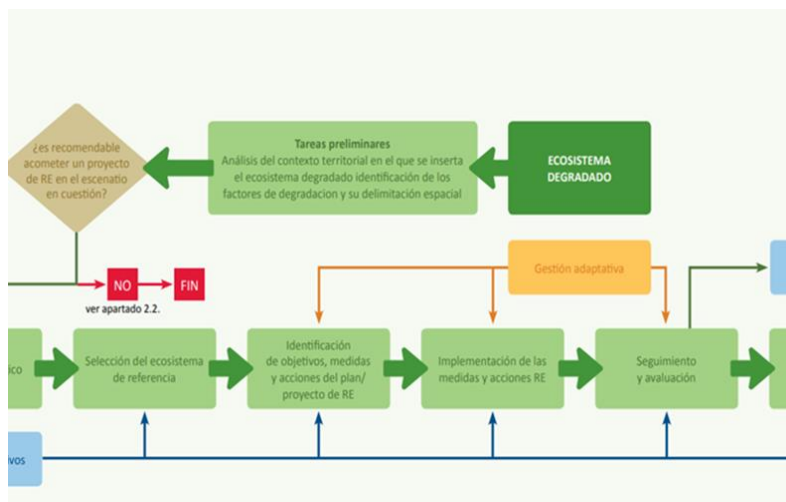 ¿es recomendable
acometer un proyecto
de RE en el escenatio
en cuestión?
Tareas preliminares
Análisis del contexto territorial en el que se inserta
el ecosistema degradado identificación de los
factores de degradacion y su delimitación espacial
ECOSISTEMA
DEGRADADO
NO
FIN
ver apartado 2.2.
Gestión adaptativa
ico
Selección del ecosistema
de referencia
Identificación
de objetivos, medidas
y acciones del plan/
proyecto de RE
Implementación de las
medidas y acciones RE
Seguimiento
y evaluación
ivos